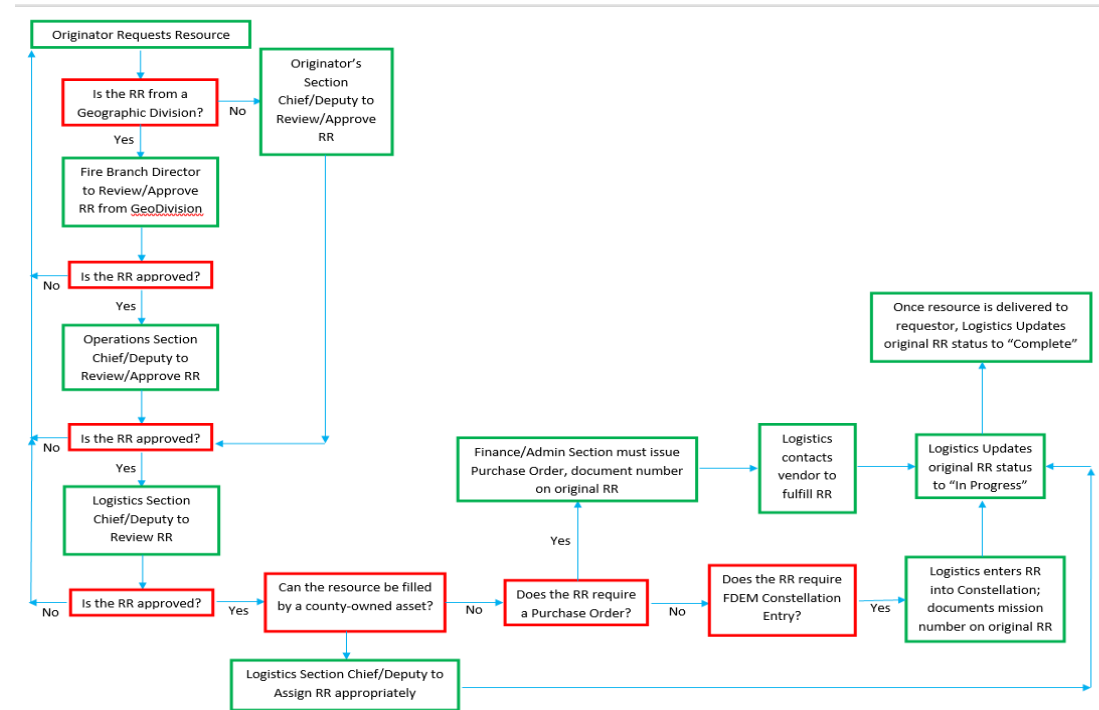 Originator Requests Resource
Is the RR from a
Geographic Division?
No
Originator's
Section
Chief/Deputy to
Review/Approve
RR
Yes
Fire Branch Director
to Review/Approve
RR from GeoDivision
Is the RR approved?
No
Yes
Operations Section
Chief/Deputy to
Review/Approve RR
Is the RR approved?
No
Yes
Logistics Section
Chief/Deputy to
Review RR
Is the RR approved?
No
Yes
Can the resource be filled
by a county-owned asset?
No
Logistics Section Chief/Deputy to
Assign RR appropriately
Does the RR require
a Purchase Order?
Yes
No
Finance/Admin Section must issue
Purchase Order, document number
on original RR
Logistics
contacts
vendor to
fulfill RR
Does the RR require
FDEM Constellation
Entry?
Yes
Logistics enters RR
into Constellation;
documents mission
number on original RR
Logistics Updates
original RR status
to “In Progress”
Once resource is delivered to
requestor, Logistics Updates
original RR status to “Complete”